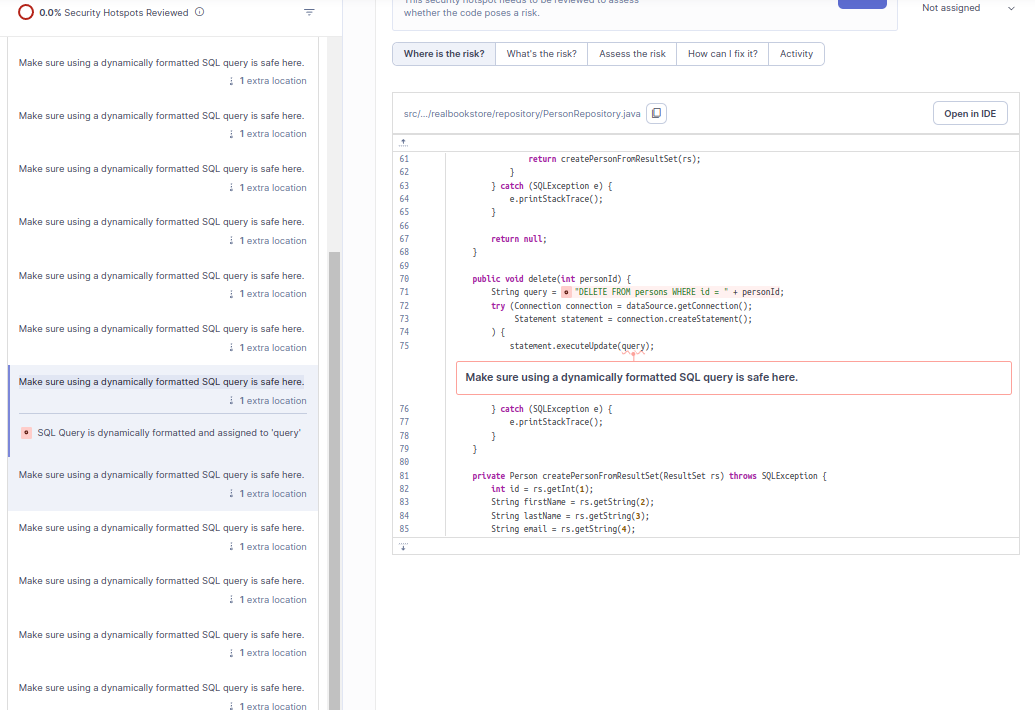 0.0% Security Hotspots Reviewed
Make sure using a dynamically formatted SQL query is safe here.
1 extra location
Make sure using a dynamically formatted SQL query is safe here.
1 extra location
Make sure using a dynamically formatted SQL query is safe here.
1 extra location
Make sure using a dynamically formatted SQL query is safe here.
1 extra location
Make sure using a dynamically formatted SQL query is safe here.
1 extra location
Make sure using a dynamically formatted SQL query is safe here.
1 extra location
Make sure using a dynamically formatted SQL query is safe here.
1 extra location
SQL Query is dynamically formatted and assigned to 'query'
Make sure using a dynamically formatted SQL query is safe here.
1 extra location
Make sure using a dynamically formatted SQL query is safe here.
1 extra location
Make sure using a dynamically formatted SQL query is safe here.
1 extra location
Make sure using a dynamically formatted SQL query is safe here.
1 extra location
Make sure using a dynamically formatted SQL query is safe here.
1 extra location
This security hotspot needs to be reviewed to assess
whether the code poses a risk.
Not assigned
Where is the risk? What's the risk? Assess the risk How can I fix it? Activity
src/.../realbookstore/repository/PersonRepository.java
Open in IDE
61 return createPersonFromResultSet(rs);
62 }
63 } catch (SQLException e) {
64 e.printStackTrace();
65 }
66
67 return null;
68 }
69
70 public void delete(int personId) {
71 String query = "DELETE FROM persons WHERE id = " + personId;
72 try (Connection connection = dataSource.getConnection();
73 Statement statement = connection.createStatement();
74 ) {
75 statement.executeUpdate(query);
Make sure using a dynamically formatted SQL query is safe here.
76 } catch (SQLException e) {
77 e.printStackTrace();
78 }
79 }
80
81 private Person createPersonFromResultSet(ResultSet rs) throws SQLException {
82 int id = rs.getInt(1);
83 String firstName = rs.getString(2);
84 String lastName = rs.getString(3);
85 String email = rs.getString(4);